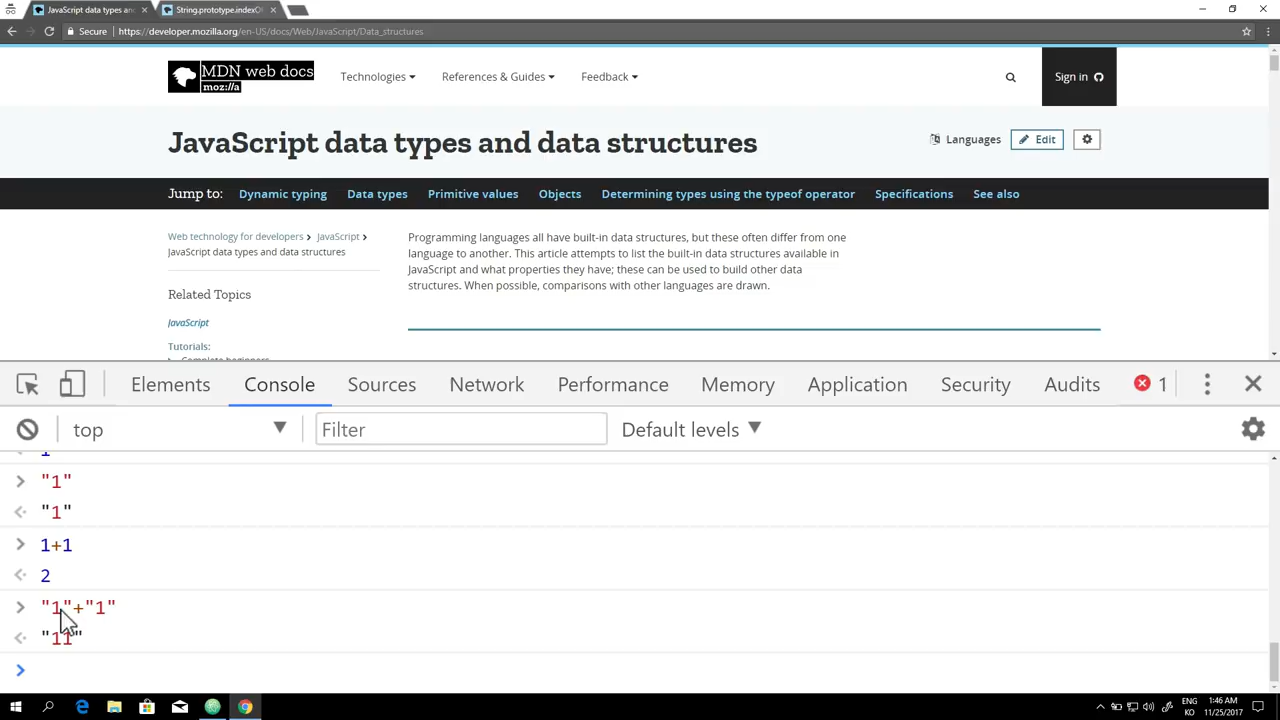 JavaScript data types an
String.prototype.indexO
Secure
https://developer.mozilla.org/en-US/docs/Web/JavaScript/Data_structures
MDN web docs
moz://a
Technologies
References & Guides
Feedback
Sign in
JavaScript data types and data structures
Languages
Edit
Jump to:
Dynamic typing
Data types
Primitive values
Objects
Determining types using the typeof operator
Specifications
See also
Web technology for developers
JavaScript
JavaScript data types and data structures
Programming languages all have built-in data structures, but these often differ from one
language to another. This article attempts to list the built-in data structures available in
JavaScript and what properties they have; these can be used to build other data
structures. When possible, comparisons with other languages are drawn.
Related Topics
JavaScript
Tutorials:
Complete beginners
Elements
Console
Sources
Network
Performance
Memory
Application
Security
Audits
1
top
Filter
Default levels
1
> "1"
"1"
> 1+1
2
> "1"+"1"
"11"
>
ENG
KO
1:46 AM
11/25/2017